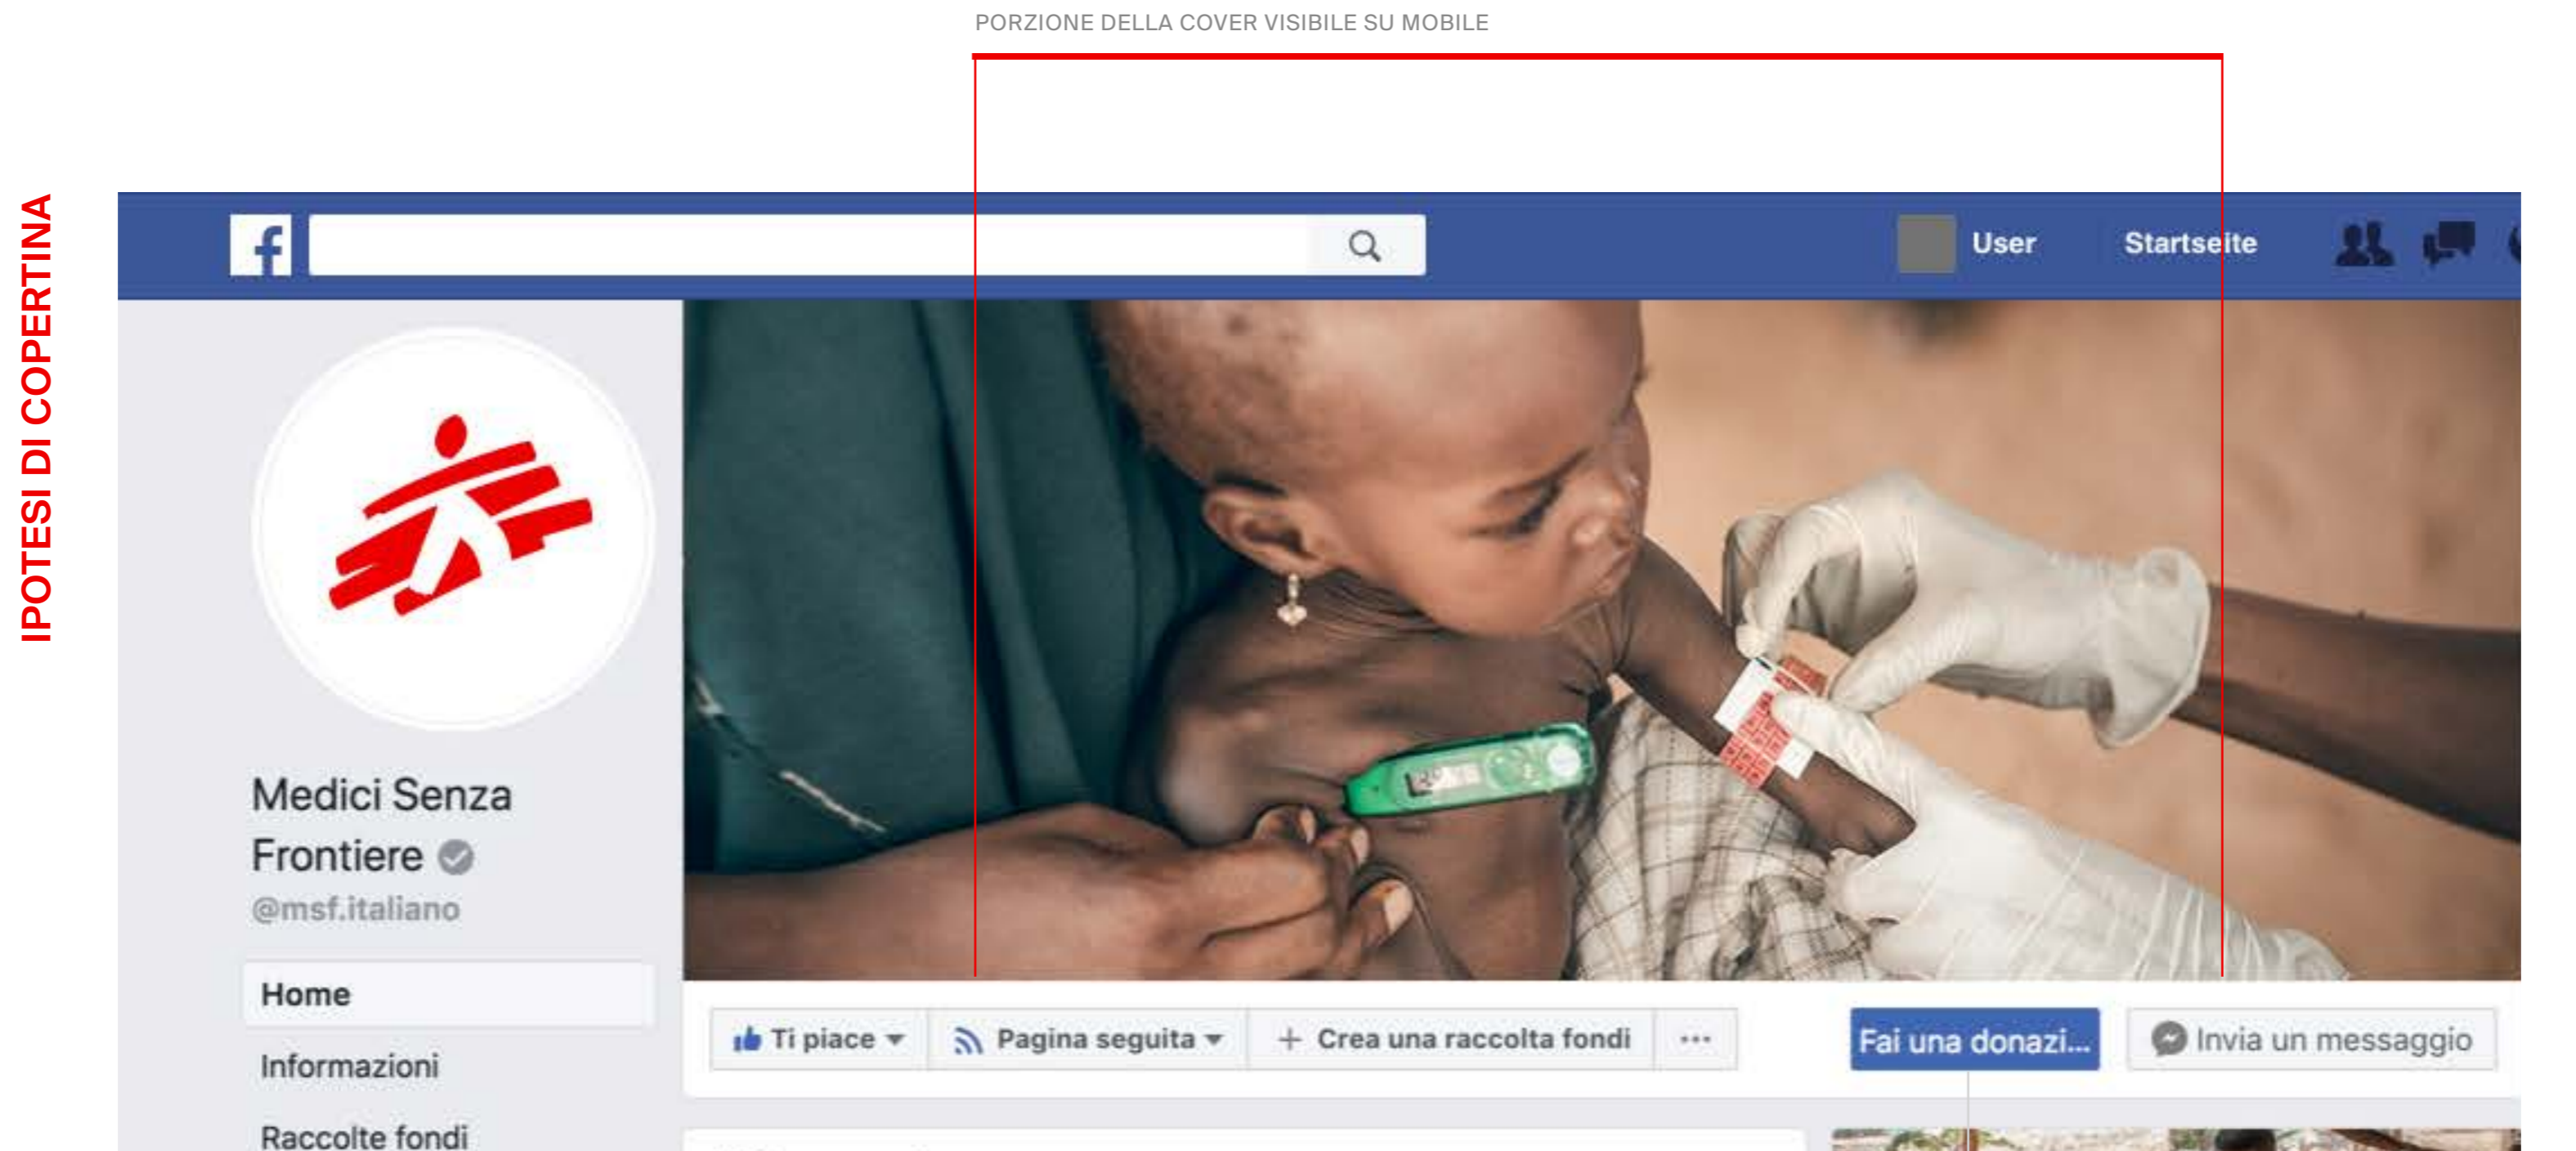 PORZIONE DELLA COVER VISIBILE SU MOBILE
IPOTESI DI COPERTINA
f
User
Startseite
Medici Senza
Frontiere
@msf.italiano
Home
Informazioni
Raccolte fondi
Ti piace
Pagina seguita
+ Crea una raccolta fondi
...
Fai una donazi...
Invia un messaggio